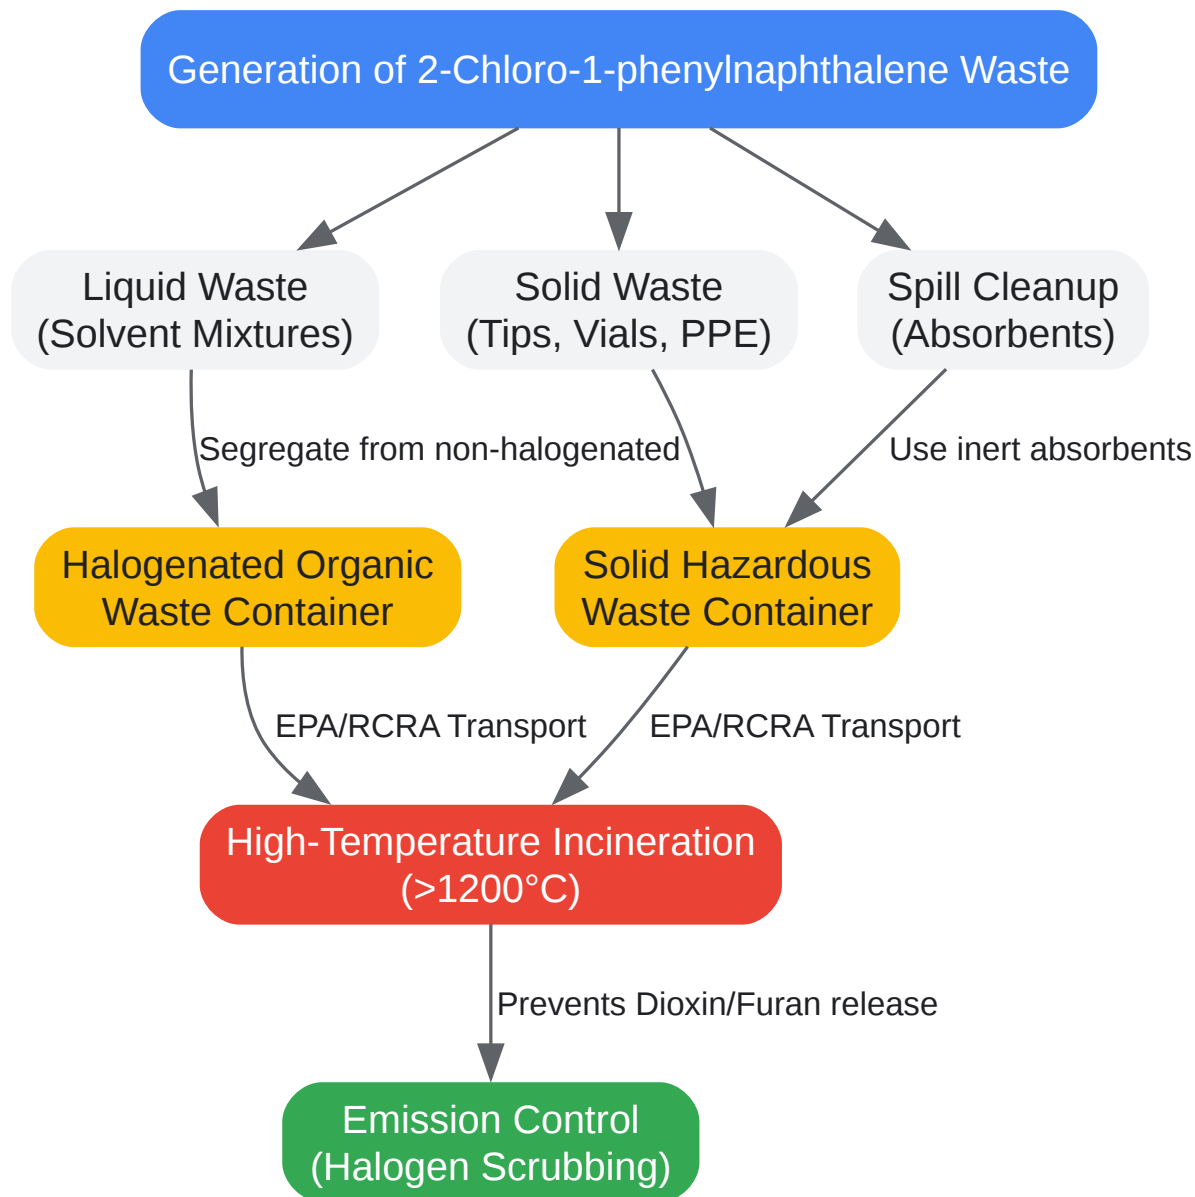 Generation of 2-Chloro-1-phenylnaphthalene Waste
Liquid Waste
(Solvent Mixtures)
Solid Waste
(Tips, Vials, PPE)
Spill Cleanup
(Absorbents)
Segregate from non-halogenated
Use inert absorbents
Halogenated Organic
Waste Container
Solid Hazardous
Waste Container
EPA/RCRA Transport
EPA/RCRA Transport
High-Temperature Incineration
(>1200°C)
Prevents Dioxin/Furan release
Emission Control
(Halogen Scrubbing)